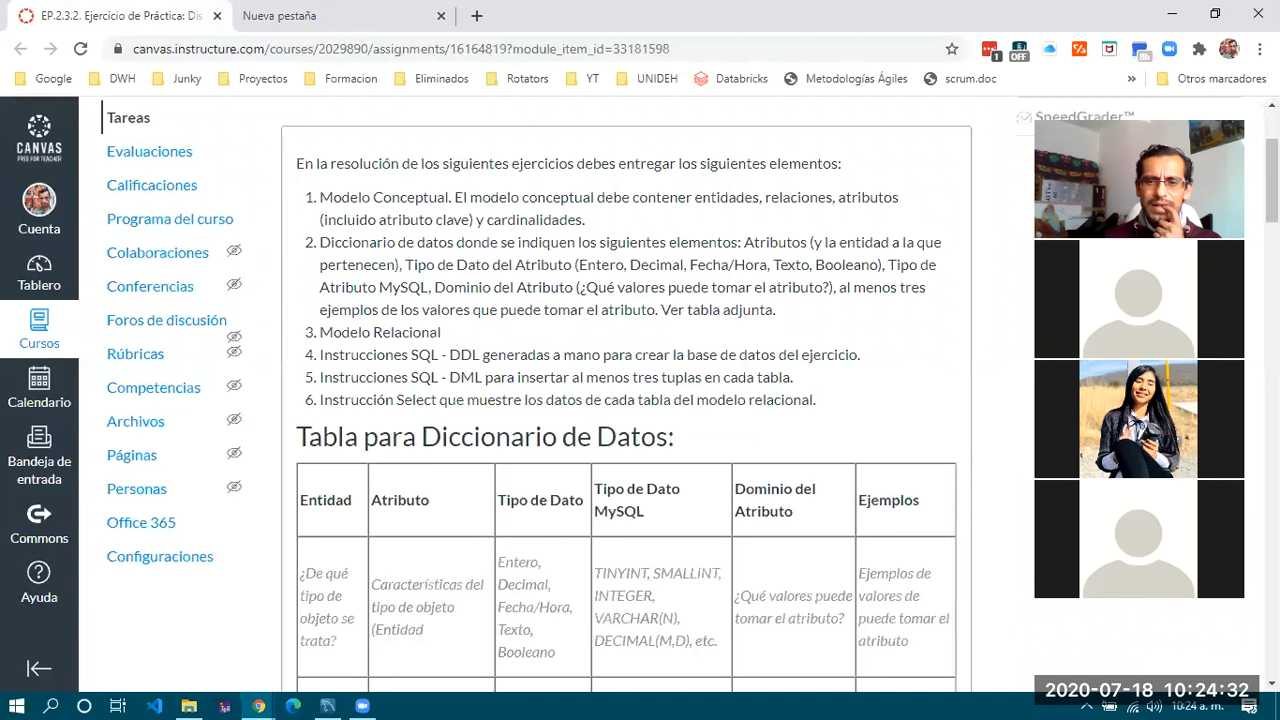 EP.2.3.2. Ejercicio de Práctica: Dis
Nueva pestaña
canvas.instructure.com/courses/2029890/assignments/16164819?module_item_id=33181598
1
OFF
Google DWH Junky Proyectos Formacion Eliminados Rotators YT UNIDEH Databricks Metodologías Ágiles scrum.doc » Otros marcadores
CANVAS
FREE FOR TEACHER
Cuenta
Tablero
Cursos
Calendario
Bandeja de
entrada
Commons
Ayuda
Tareas
Evaluaciones
Calificaciones
Programa del curso
Colaboraciones
Conferencias
Foros de discusión
Rúbricas
Competencias
Archivos
Páginas
Personas
Office 365
Configuraciones
SpeedGrader™
En la resolución de los siguientes ejercicios debes entregar los siguientes elementos:
1. Modalo Conceptual. El modelo conceptual debe contener entidades, relaciones, atributos
(incluido atributo clave) y cardinalidades.
2. Diccionario de datos donde se indiquen los siguientes elementos: Atributos (y la entidad a la que
pertenecen), Tipo de Dato del Atributo (Entero, Decimal, Fecha/Hora, Texto, Booleano), Tipo de
Atributo MySQL, Dominio del Atributo (¿Qué valores puede tomar el atributo?), al menos tres
ejemplos de los valores que puede tomar el atributo. Ver tabla adjunta.
3. Modelo Relacional
4. Instrucciones SQL - DDL generadas a mano para crear la base de datos del ejercicio.
5. Instrucciones SQL - DML para insertar al menos tres tuplas en cada tabla.
6. Instrucción Select que muestre los datos de cada tabla del modelo relacional.
Tabla para Diccionario de Datos:
Entidad
Atributo
Tipo de Dato
Tipo de Dato
MySQL
Dominio del
Atributo
Ejemplos
¿De qué
tipo de
objeto se
trata?
Características del
tipo de objeto
(Entidad
Entero,
Decimal,
Fecha/Hora,
Texto,
Booleano
TINYINT, SMALLINT,
INTEGER,
VARCHAR(N),
DECIMAL(M,D), etc.
¿Qué valores puede
tomar el atributo?
Ejemplos de
valores de
puede tomar el
atributo
2020-07-18 10:24:32
10:24 a. m.